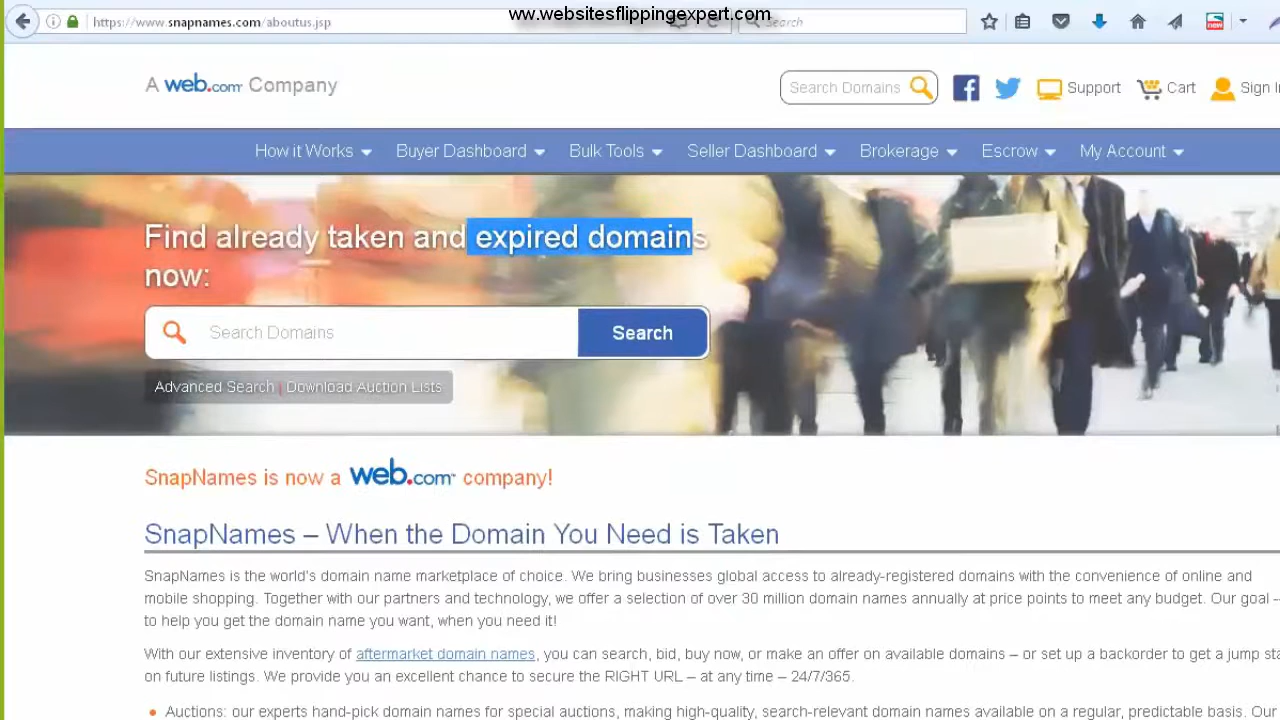 ww.websitesflippingexpert.com
https://www.snapnames.com/aboutus.jsp
Search
A web.com Company
Search Domains
Support
Cart
Sign I
How it Works
Buyer Dashboard
Bulk Tools
Seller Dashboard
Brokerage
Escrow
My Account
Find already taken and expired domains
now:
Search Domains
Search
Advanced Search | Download Auction Lists
SnapNames is now a web.com company!
SnapNames – When the Domain You Need is Taken
SnapNames is the world's domain name marketplace of choice. We bring businesses global access to already-registered domains with the convenience of online and
mobile shopping. Together with our partners and technology, we offer a selection of over 30 million domain names annually at price points to meet any budget. Our goal –
to help you get the domain name you want, when you need it!
With our extensive inventory of aftermarket domain names, you can search, bid, buy now, or make an offer on available domains – or set up a backorder to get a jump sta
on future listings. We provide you an excellent chance to secure the RIGHT URL – at any time – 24/7/365.
• Auctions: our experts hand-pick domain names for special auctions, making high-quality, search-relevant domain names available on a regular, predictable basis. Our